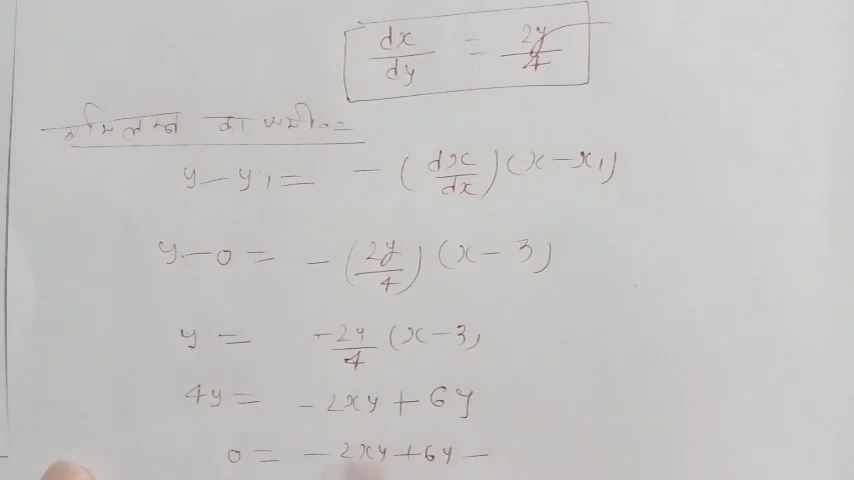 dx/dy = 2y/4
अभिलम्ब का समी०=
y-y₁= -(dx/dx)(x-x₁)
y-0= -(2y/4)(x-3)
y= -2y/4(x-3)
4y= -2xy+6y
0= -2xy+6y-